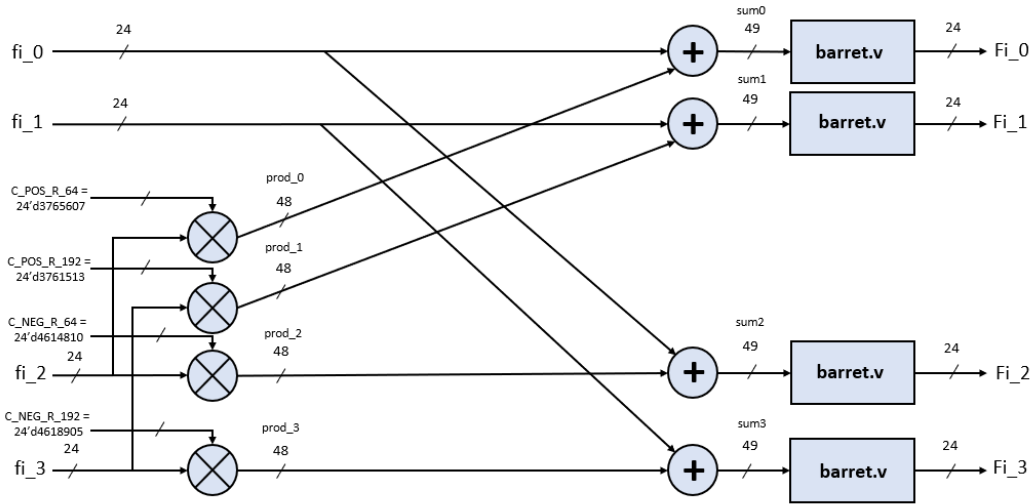 sum0
24
49
24
fi_0
+
barret.v
Fi_0
sum1
24
49
24
fi_1
+
barret.v
Fi_1
prod_0
C_POS_R_64 =
24'd3765607
48
prod_1
C_POS_R_192 =
24'd3761513
48
C_NEG_R_64 =
24'd4614810
prod_2
sum2
24
48
49
24
fi_2
+
barret.v
Fi_2
C_NEG_R_192 =
24'd4618905
prod_3
sum3
24
48
49
24
fi_3
+
barret.v
Fi_3